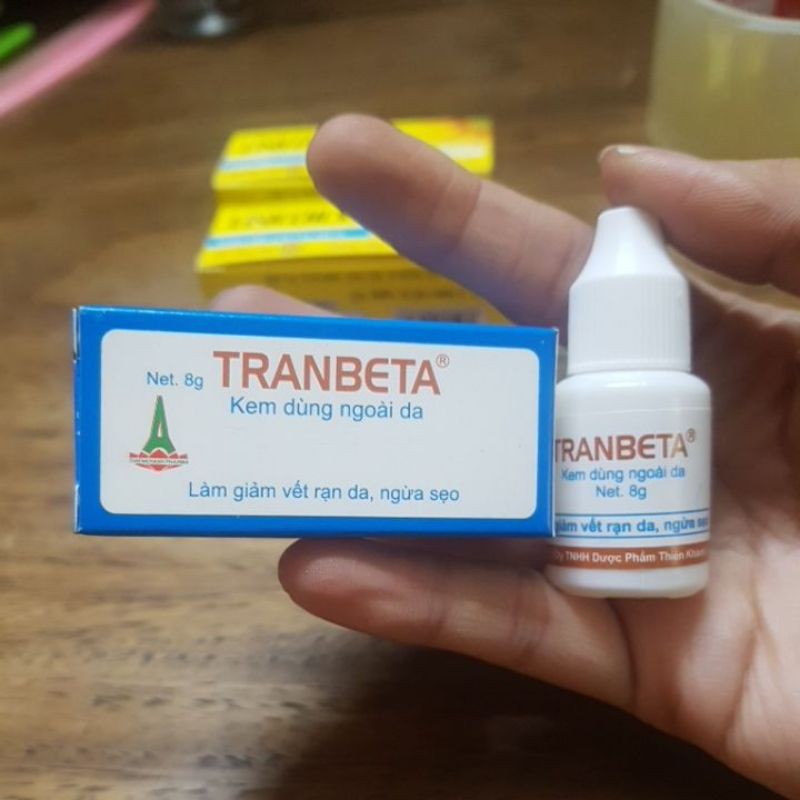 Net. 8g
TRANBETA®
Kem dùng ngoài da
Làm giảm vết rạn da, ngừa sẹo
TRANBETA®
Kem dùng ngoài da
Net. 8g
giảm vết rạn da, ngừa sẹo
TNHH Dược Phẩm Thiên